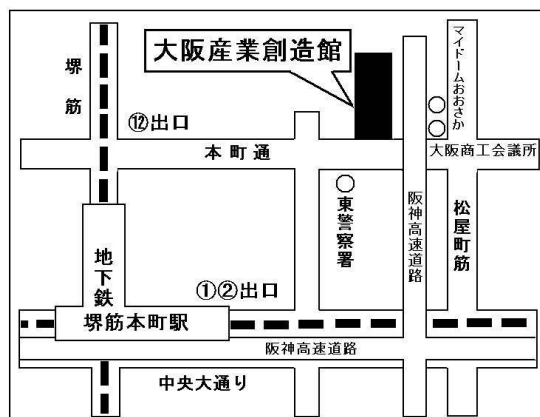 大阪産業創造館
堺筋
マイドームおおさか
⑫出口
本町通
大阪商工会議所
東警察署
阪神高速道路
松屋町筋
地下鉄
①②出口
堺筋本町駅
阪神高速道路
中央大通り